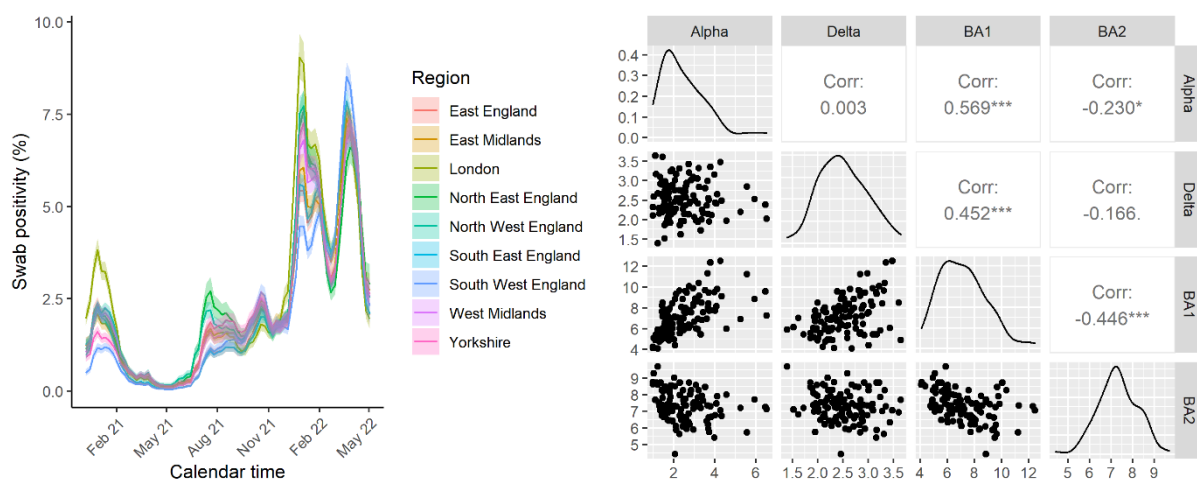 Swab positivity (%)
10.0
7.5
5.0
2.5
0.0
Feb 21
May 21
Aug 21
Nov 21
Feb 22
May 22
Calendar time
Region
East England
East Midlands
London
North East England
North West England
South East England
South West England
West Midlands
Yorkshire
Alpha
Delta
BA1
BA2
0.4
0.3
0.2
0.1
0.0
Corr:
0.003
Corr:
0.569***
Corr:
-0.230*
Alpha
3.5
3.0
2.5
2.0
1.5
Corr:
0.452***
Corr:
-0.166.
Delta
12
10
8
6
4
Corr:
-0.446***
BA1
9
8
7
6
5
BA2
2 4 6
1.5 2.0 2.5 3.0 3.5
4 6 8 10 12
5 6 7 8 9